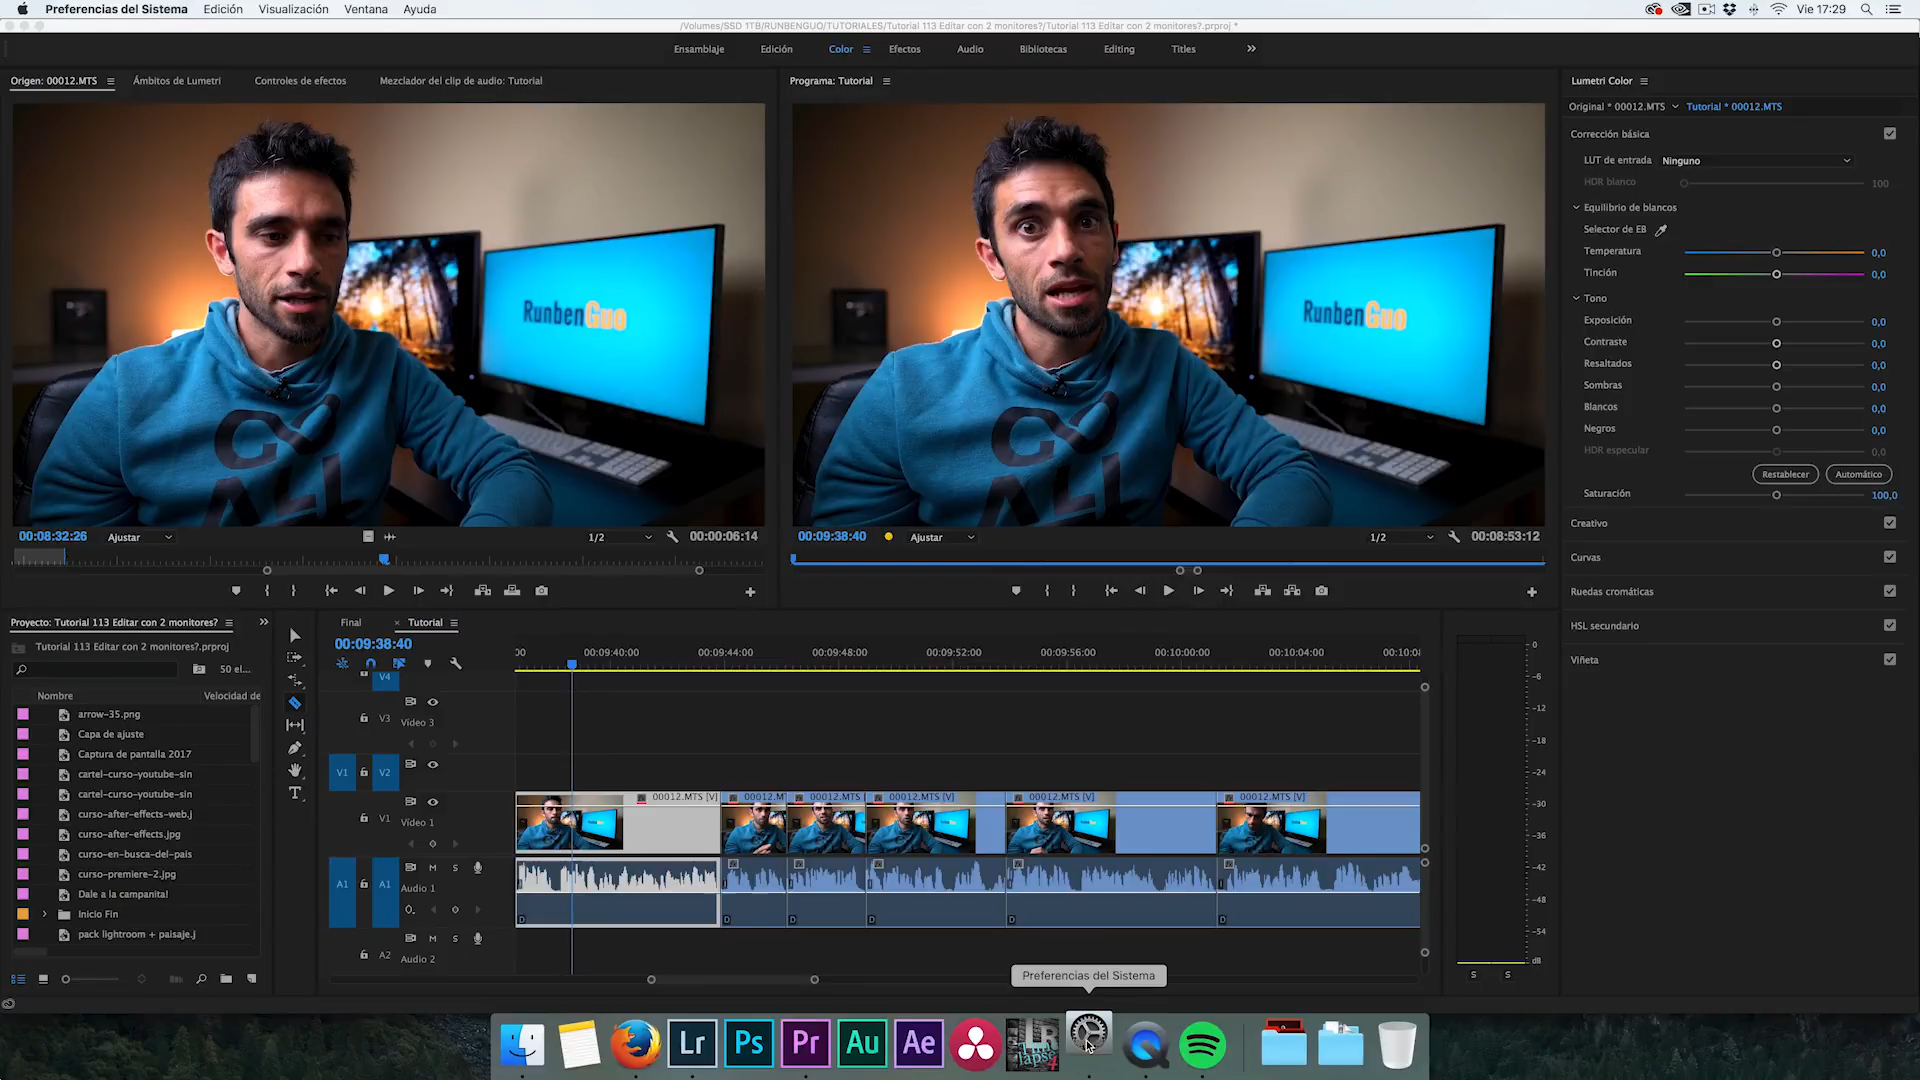 Preferencias del Sistema Edición Visualización Ventana Ayuda Vie 17:29
/Volumes/SSD 1TB/RUNBENGUO/TUTORIALES/Tutorial 113 Editar con 2 monitores?/Tutorial 113 Editar con 2 monitores?.prproj *
Ensamblaje Edición Color Efectos Audio Bibliotecas Editing Titles
Origen: 00012.MTS Ámbitos de Lumetri Controles de efectos Mezclador del clip de audio: Tutorial
Programa: Tutorial
Lumetri Color
Original * 00012.MTS Tutorial * 00012.MTS
Corrección básica
LUT de entrada Ninguno
HDR blanco 100
Equilibrio de blancos
Selector de EB
Temperatura 0,0
Tinción 0,0
Tono
Exposición 0,0
Contraste 0,0
Resaltados 0,0
Sombras 0,0
Blancos 0,0
Negros 0,0
HDR especular 0,0
Restablecer Automático
Saturación 100,0
Creativo
Curvas
Ruedas cromáticas
HSL secundario
Viñeta
RunbenGuo
GO
ALL
RunbenGuo
GO
ALL
00:08:32:26 Ajustar 1/2 00:00:06:14
00:09:38:40 Ajustar 1/2 00:08:53:12
Proyecto: Tutorial 113 Editar con 2 monitores?
Tutorial 113 Editar con 2 monitores?.prproj
50 el...
Nombre Velocidad de
arrow-35.png
Capa de ajuste
Captura de pantalla 2017
cartel-curso-youtube-sin
cartel-curso-youtube-sin
curso-after-effects-web.j
curso-after-effects.jpg
curso-en-busca-del-pais
curso-premiere-2.jpg
Dale a la campanita!
Inicio Fin
pack lightroom + paisaje.j
Final Tutorial
00:09:38:40
00 00:09:40:00 00:09:44:00 00:09:48:00 00:09:52:00 00:09:56:00 00:10:00:00 00:10:04:00 00:10:08
V4
V3 Vídeo 3
V1 V2
V1 Vídeo 1
00012.MTS [V] 00012.M 00012.MTS 00012.MTS [V] 00012.MTS [V] 00012.MTS [V]
A1 A1 M S Audio 1
A2 M S Audio 2
0
-6
-12
-18
-24
-30
-36
-42
-48
-54
dB
S S
Preferencias del Sistema
Lr Ps Pr Au Ae LR Timelapse 4